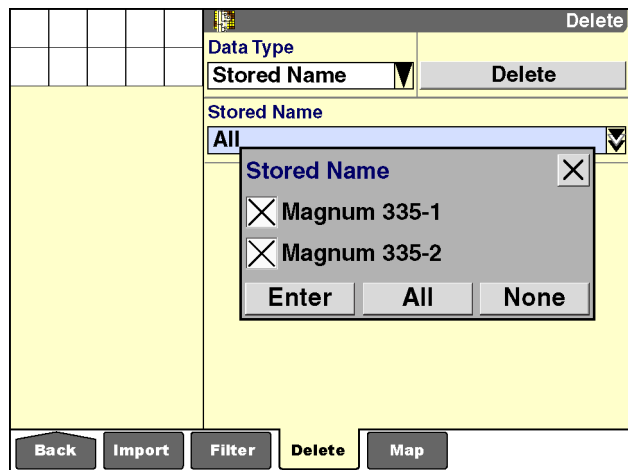 Delete
Data Type
Stored Name
Delete
Stored Name
All
Stored Name
Magnum 335-1
Magnum 335-2
Enter All None
Back Import Filter Delete Map